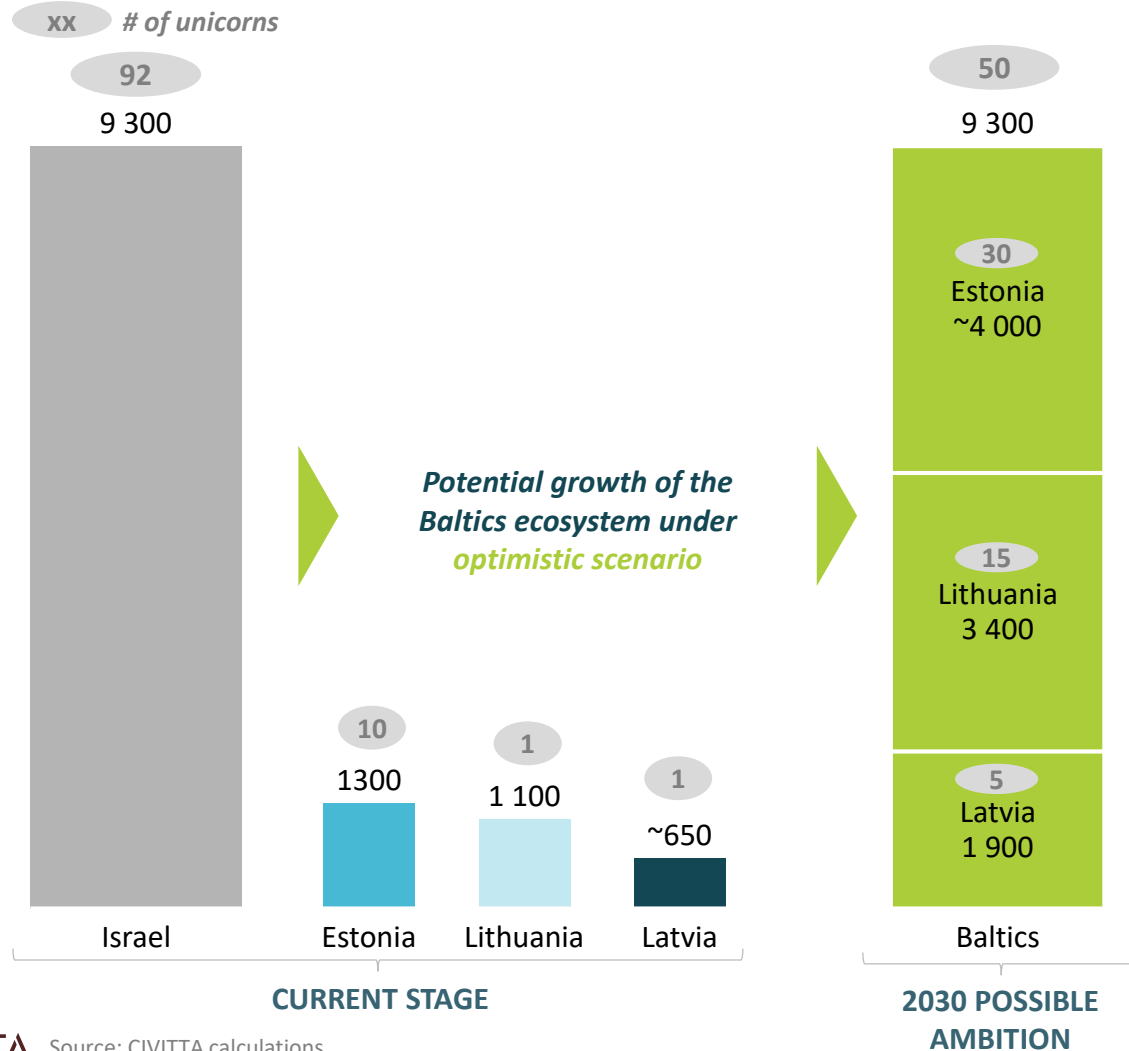 xx # of unicorns
92
9 300
50
9 300
30
Estonia
~4 000
Potential growth of the
Baltics ecosystem under
optimistic scenario
15
Lithuania
3 400
10
1300
1
1 100
1
~650
5
Latvia
1 900
Israel
Estonia
Lithuania
Latvia
Baltics
CURRENT STAGE
2030 POSSIBLE
AMBITION
TA Source: CIVITTA calculations